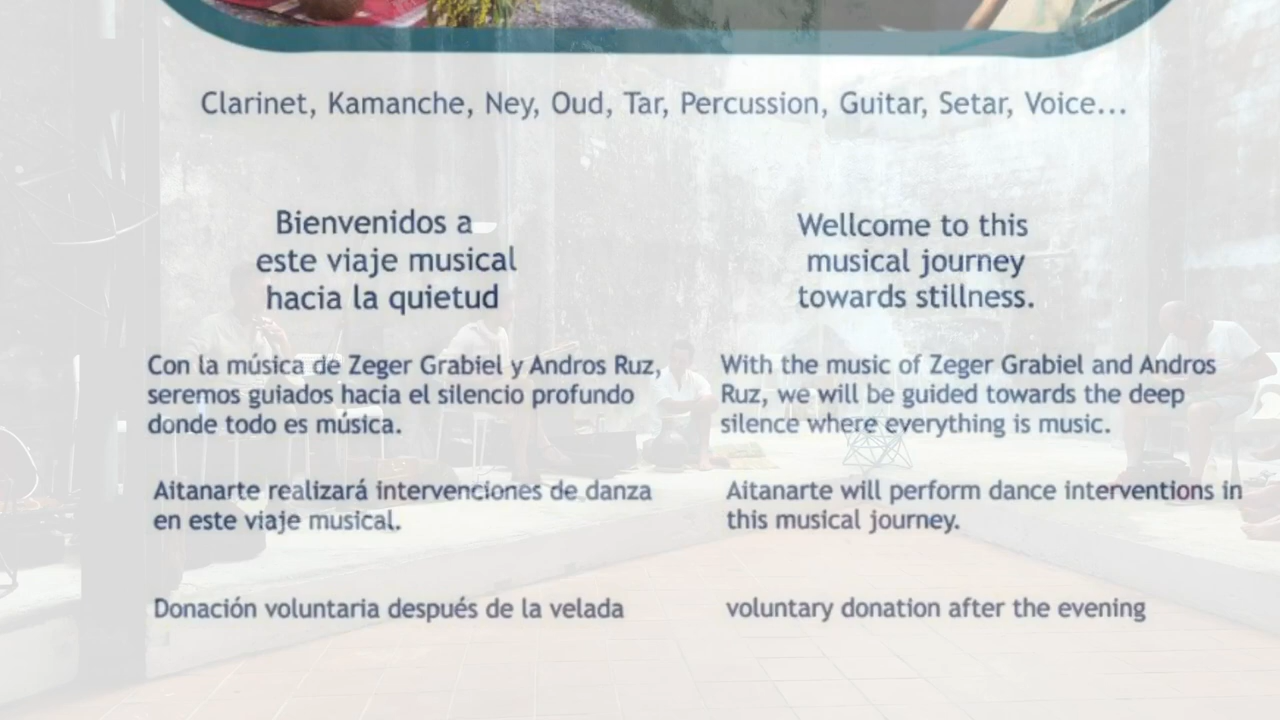 Clarinet, Kamanche, Ney, Oud, Tar, Percussion, Guitar, Setar, Voice...
Bienvenidos a
este viaje musical
hacia la quietud
Con la música de Zeger Grabiel y Andros Ruz,
seremos guiados hacia el silencio profundo
donde todo es música.
Aitanarte realizará intervenciones de danza
en este viaje musical.
Donación voluntaria después de la velada
Wellcome to this
musical journey
towards stillness.
With the music of Zeger Grabiel and Andros
Ruz, we will be guided towards the deep
silence where everything is music.
Aitanarte will perform dance interventions in
this musical journey.
voluntary donation after the evening